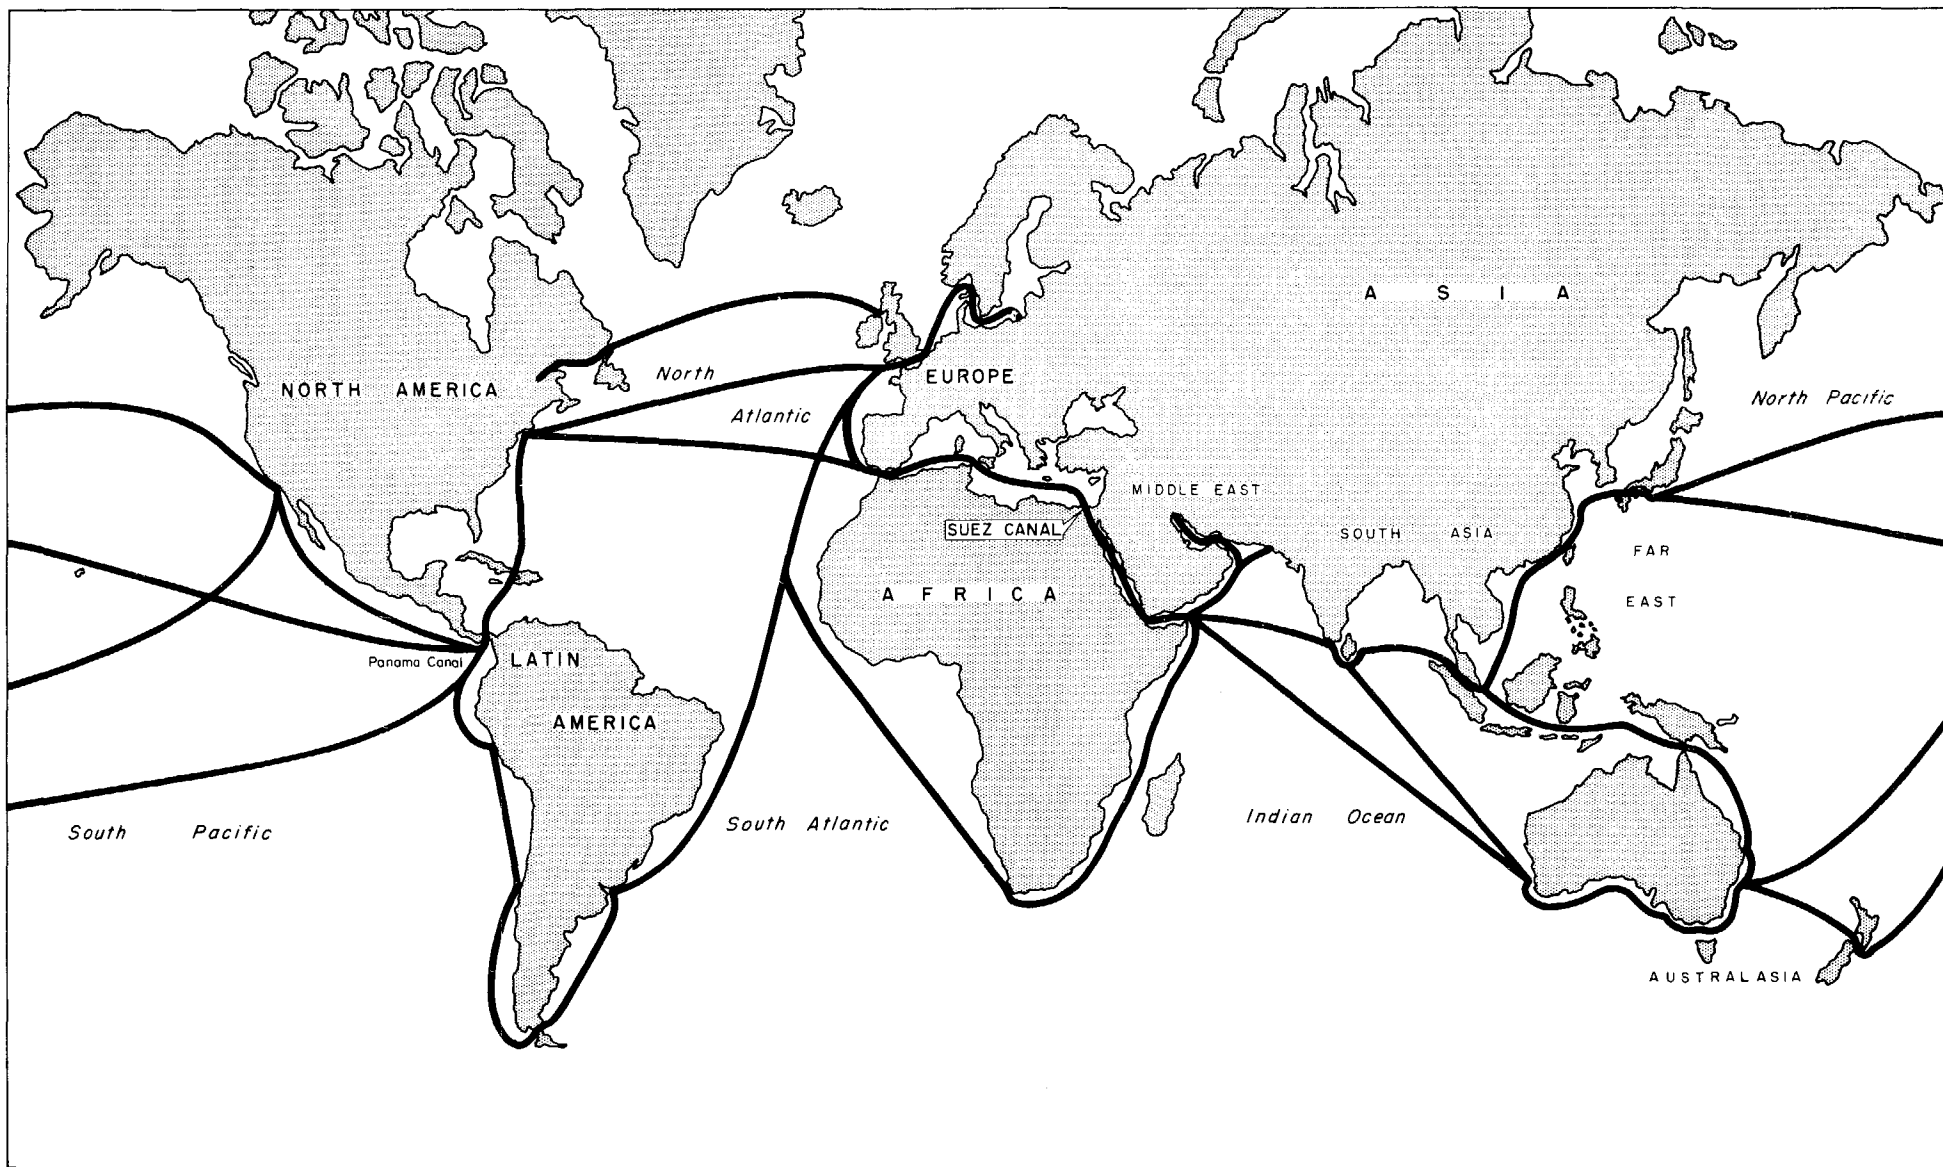 A S I A
NORTH AMERICA
North
Atlantic
EUROPE
North Pacific
MIDDLE EAST
SUEZ CANAL
SOUTH ASIA
FAR
EAST
A F R I C A
Panama Canal
LATIN
AMERICA
South Pacific
South Atlantic
Indian Ocean
AUSTRALASIA